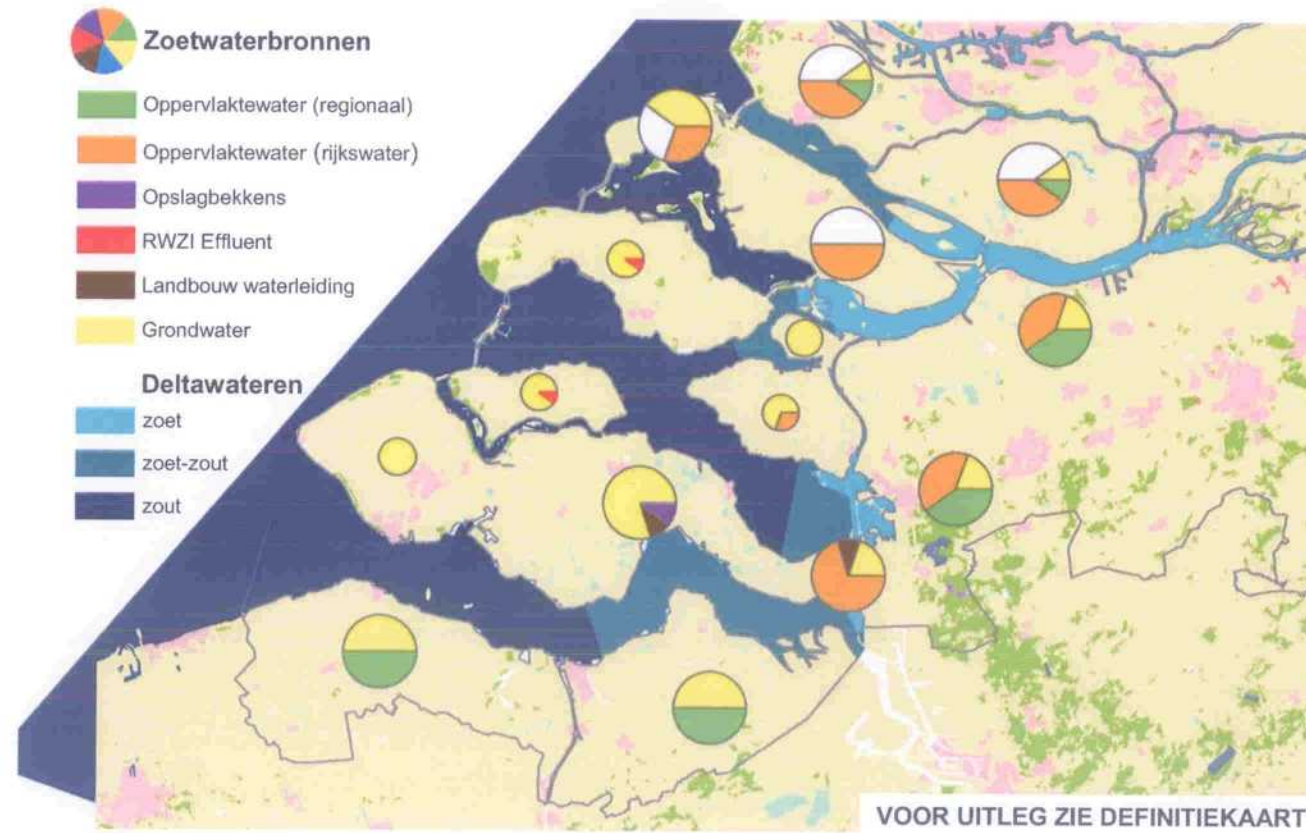 Zoetwaterbronnen
Oppervlaktewater (regionaal)
Oppervlaktewater (rijkswater)
Opslagbekkens
RWZI Effluent
Landbouw waterleiding
Grondwater
Deltawateren
zoet
zoet-zout
zout
VOOR UITLEG ZIE DEFINITIEKAART